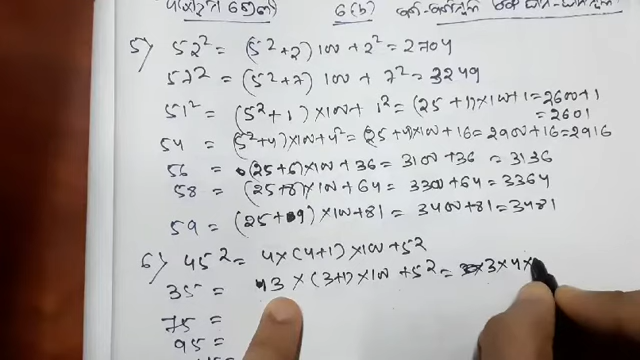 6(b)
5) 52² = (5²+2) 100 + 2² = 2704
57² = (5²+7) 100 + 7² = 3249
51² = (5²+1)×100+ 1² = (25+1)×100+1 = 2600+1
= 2601
54 = (5²+4)×100+4² = (25+4)×100+16 = 2900+16 = 2916
56 = (25+6)×100+36 = 3100+36 = 3136
58 = (25+8)×100+64 = 3300+64 = 3364
59 = (25+9)×100+81 = 3400+81 = 3481
6) 45² = 4×(4+1)×100+5²
35 = 3×(3+1)×100+5² = 3×4×
75 =
95 =